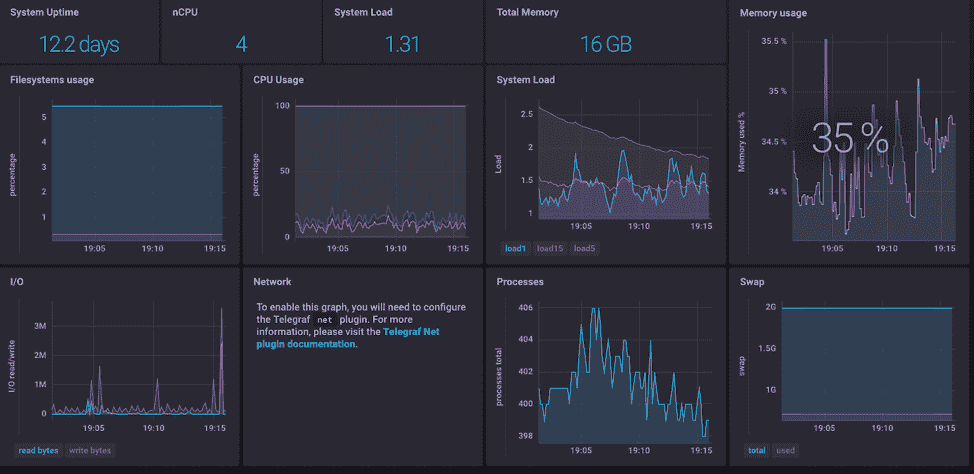 System Uptime
12.2 days
nCPU
4
System Load
1.31
Total Memory
16 GB
Memory usage
35.5 %
35 %
34.5 %
34 %
Memory used %
35 %
19:05
19:10
19:15
Filesystems usage
percentage
5
4
3
2
1
19:05
19:10
19:15
CPU Usage
percentage
100
50
0
19:05
19:10
19:15
System Load
Load
2.5
2
1.5
1
19:05
19:10
19:15
load1 load15 load5
I/O
I/O read/write
3M
2M
1M
0
19:05
19:10
19:15
read bytes write bytes
Network
To enable this graph, you will need to configure
the Telegraf net plugin. For more
information, please visit the Telegraf Net
plugin documentation.
Processes
processes total
406
404
402
400
398
19:05
19:10
19:15
Swap
swap
2G
1.5G
1G
19:05
19:10
19:15
total used